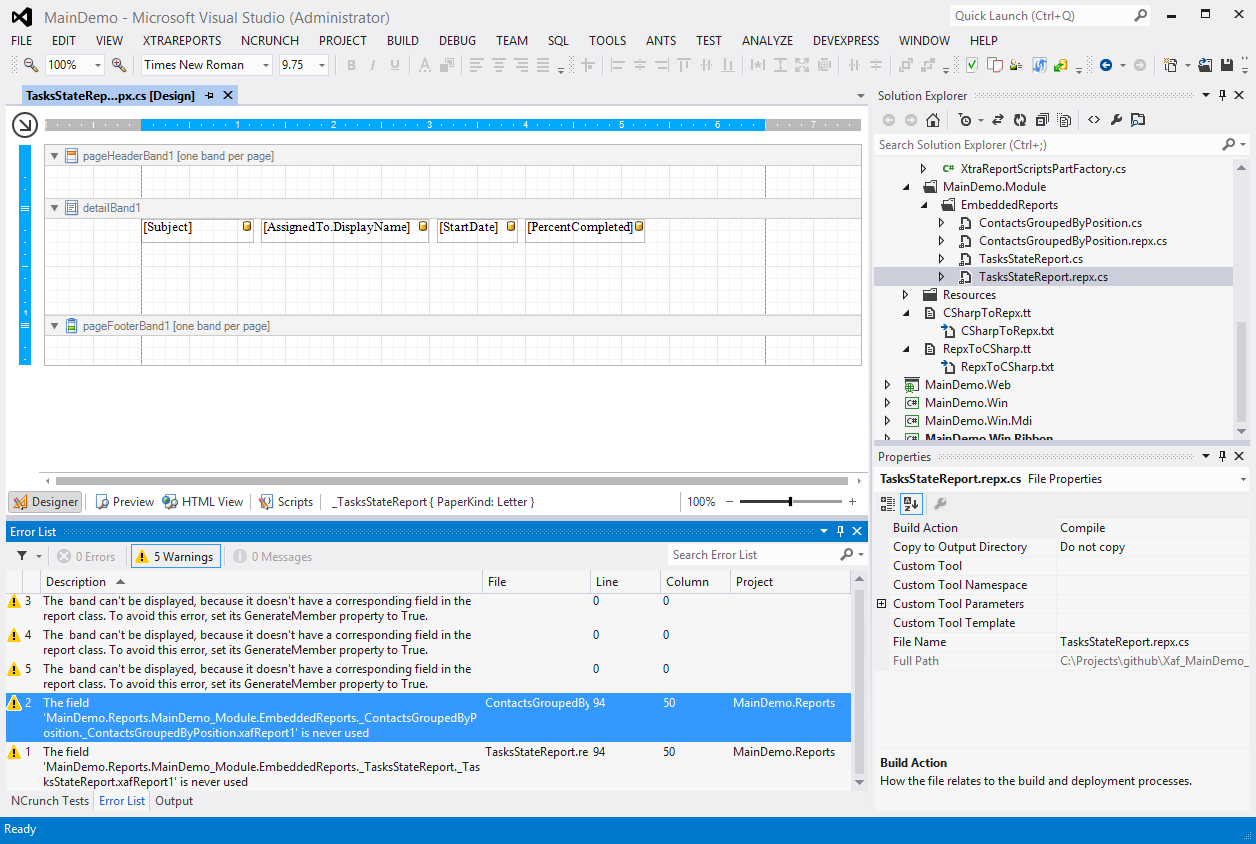 MainDemo - Microsoft Visual Studio (Administrator)
Quick Launch (Ctrl+Q)
FILE EDIT VIEW XTRAREPORTS NCRUNCH PROJECT BUILD DEBUG TEAM SQL TOOLS ANTS TEST ANALYZE DEVEXPRESS WINDOW HELP
100% Times New Roman 9.75 B I U
TasksStateRep...px.cs [Design]
1 2 3 4 5 6 7
pageHeaderBand1 [one band per page]
detailBand1
[Subject] [AssignedTo.DisplayName] [StartDate] [PercentCompleted]
1
pageFooterBand1 [one band per page]
Designer Preview HTML View Scripts _TasksStateReport { PaperKind: Letter } 100%
Solution Explorer
Search Solution Explorer (Ctrl+;)
XtraReportScriptsPartFactory.cs
MainDemo.Module
EmbeddedReports
ContactsGroupedByPosition.cs
ContactsGroupedByPosition.repx.cs
TasksStateReport.cs
TasksStateReport.repx.cs
Resources
CSharpToRepx.tt
CSharpToRepx.txt
RepxToCSharp.tt
RepxToCSharp.txt
MainDemo.Web
MainDemo.Win
MainDemo.Win.Mdi
MainDemo.Win.Ribbon
Properties
TasksStateReport.repx.cs File Properties
Build Action Compile
Copy to Output Directory Do not copy
Custom Tool
Custom Tool Namespace
Custom Tool Parameters
Custom Tool Template
File Name TasksStateReport.repx.cs
Full Path C:\Projects\github\Xaf_MainDemo_
Build Action
How the file relates to the build and deployment processes.
Error List
0 Errors 5 Warnings 0 Messages Search Error List
Description File Line Column Project
3 The  band can't be displayed, because it doesn't have a corresponding field in the 0 0
report class. To avoid this error, set its GenerateMember property to True.
4 The  band can't be displayed, because it doesn't have a corresponding field in the 0 0
report class. To avoid this error, set its GenerateMember property to True.
5 The  band can't be displayed, because it doesn't have a corresponding field in the 0 0
report class. To avoid this error, set its GenerateMember property to True.
2 The field ContactsGroupedBy 94 50 MainDemo.Reports
'MainDemo.Reports.MainDemo_Module.EmbeddedReports._ContactsGroupedByP
osition._ContactsGroupedByPosition.xafReport1' is never used
1 The field TasksStateReport.re 94 50 MainDemo.Reports
'MainDemo.Reports.MainDemo_Module.EmbeddedReports._TasksStateReport._Ta
sksStateReport.xafReport1' is never used
NCrunch Tests Error List Output
Ready